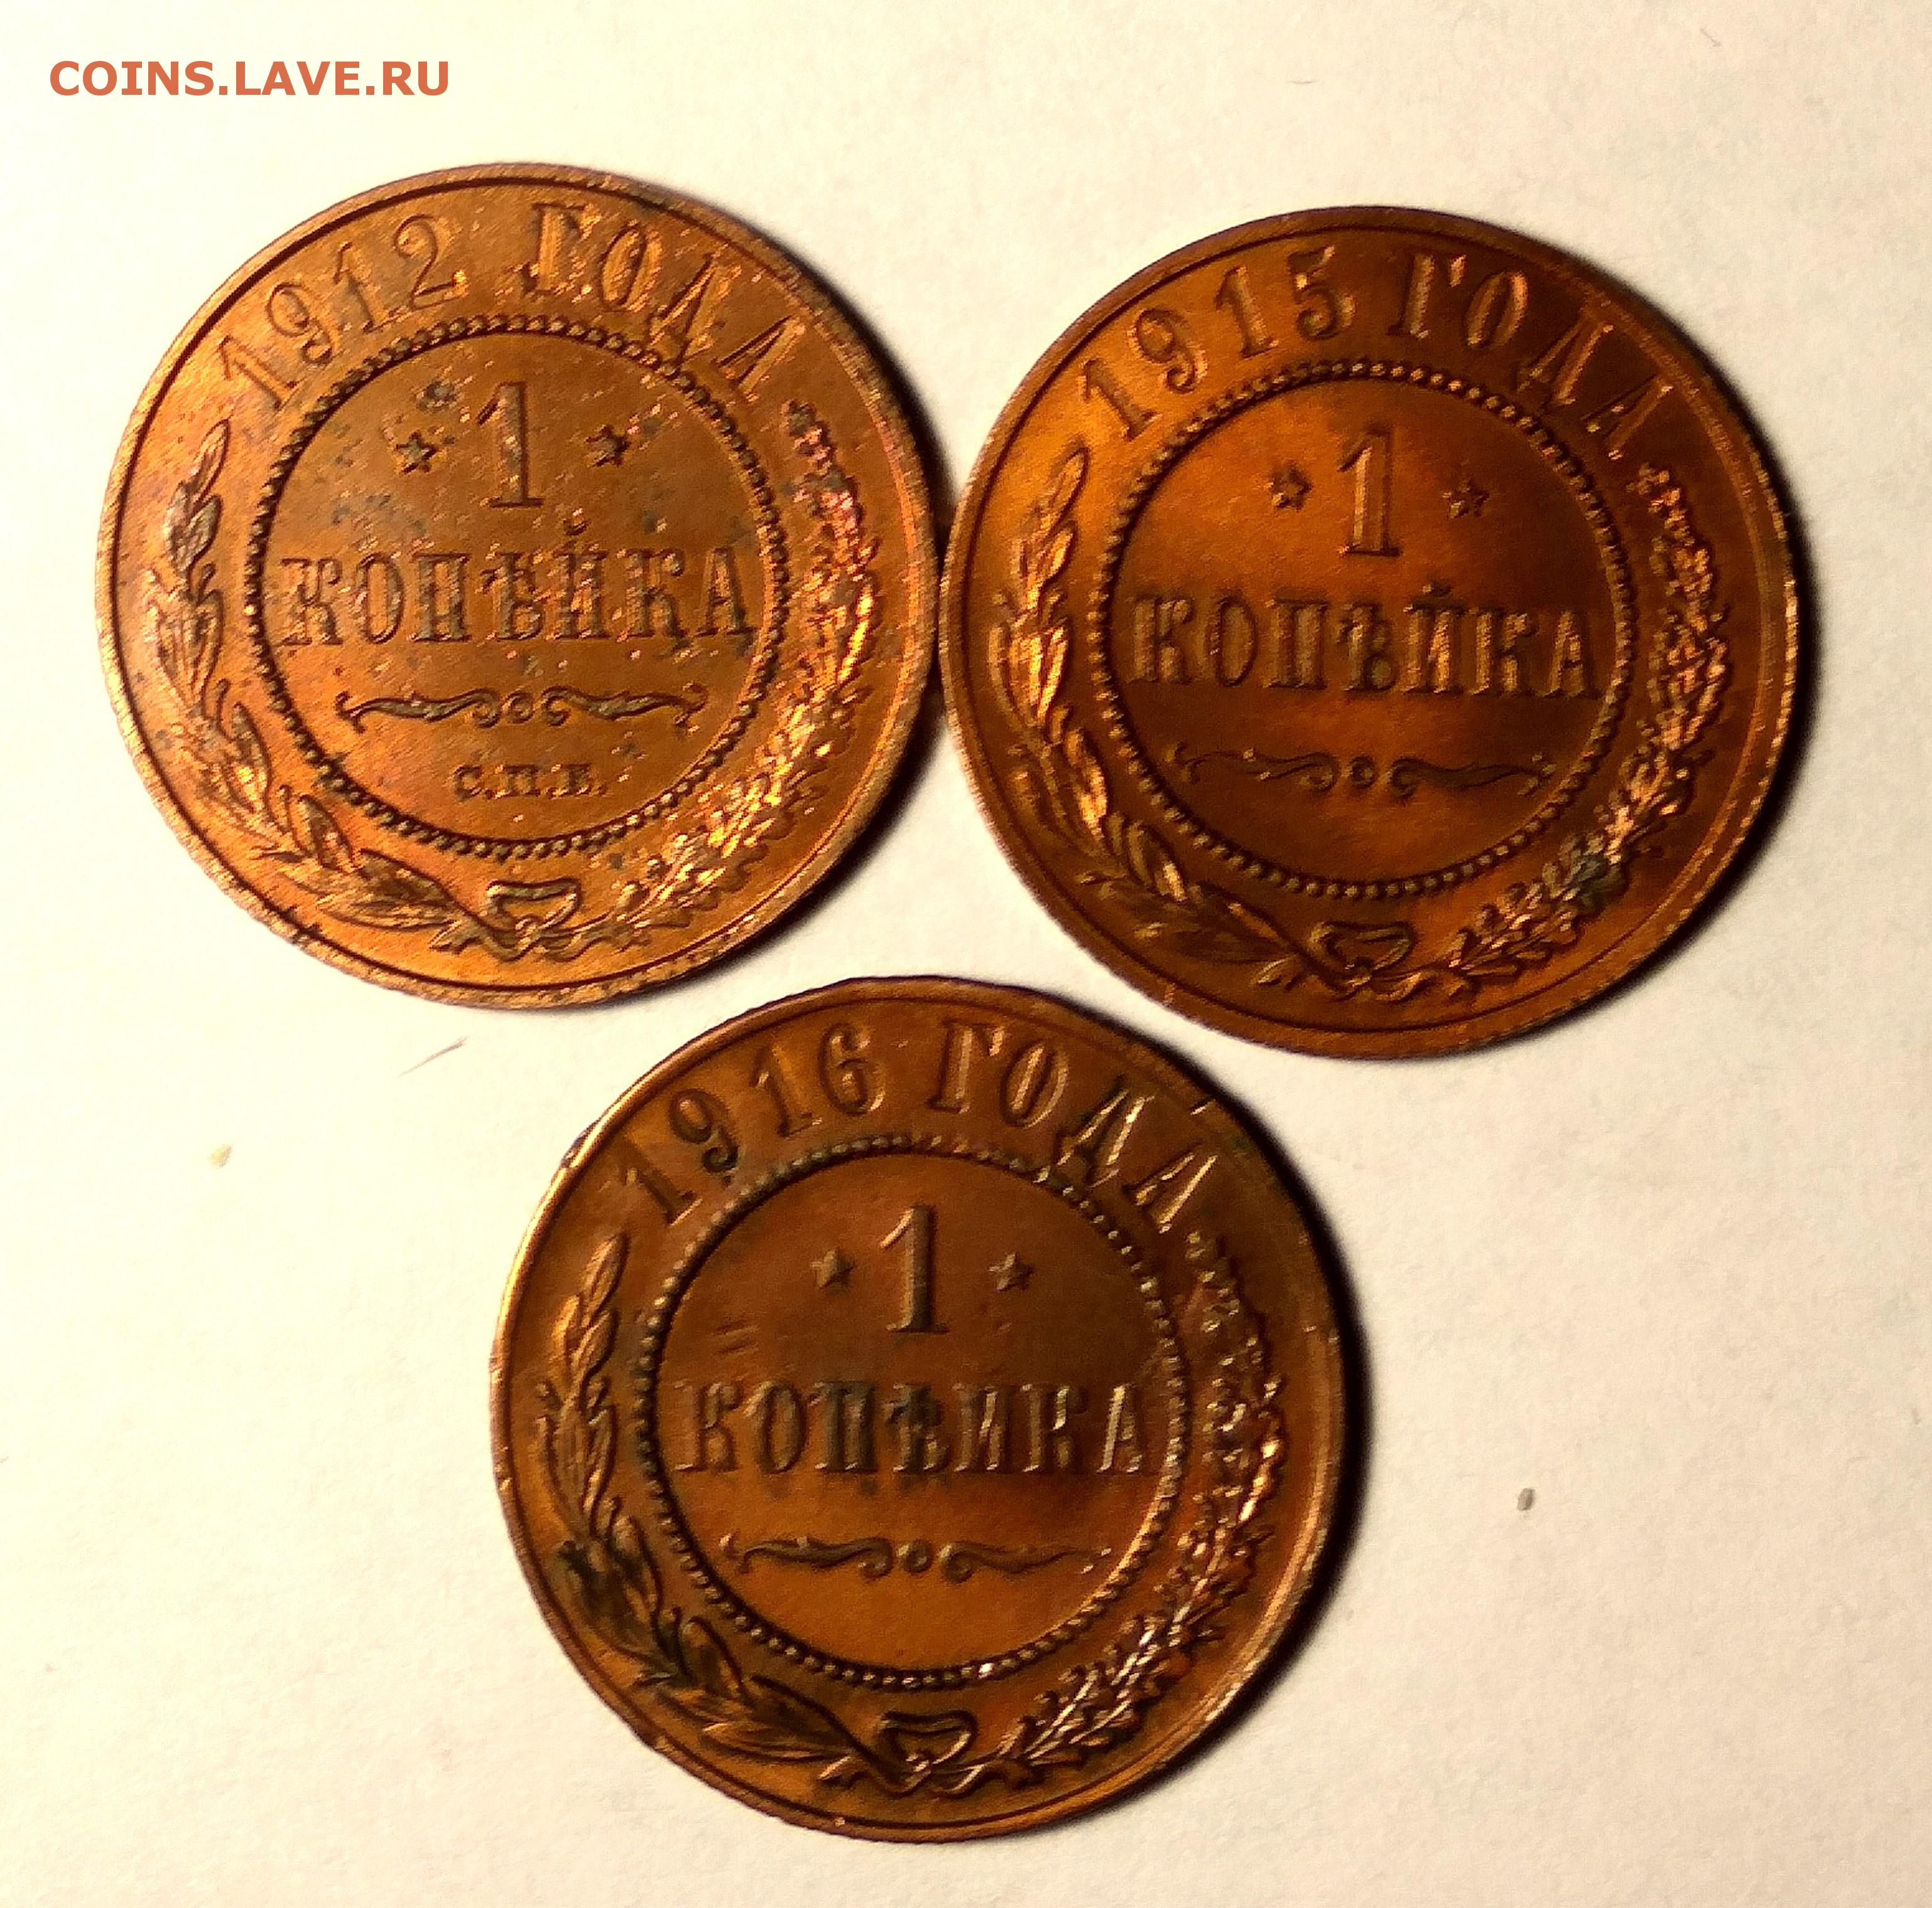 COINS.LAVE.RU
1912 ГОДА
1
КОПѢЙКА
С.П.Б.
1915 ГОДА
1
КОПѢЙКА
1916 ГОДА
1
КОПѢЙКА